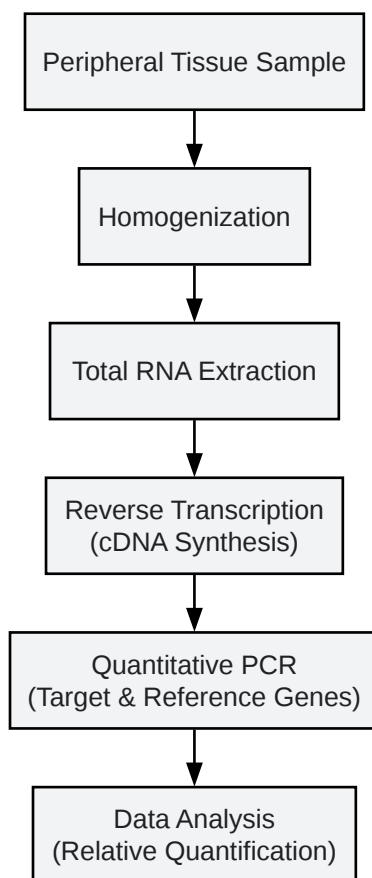 Peripheral Tissue Sample
Homogenization
Total RNA Extraction
Reverse Transcription
(cDNA Synthesis)
Quantitative PCR
(Target & Reference Genes)
Data Analysis
(Relative Quantification)